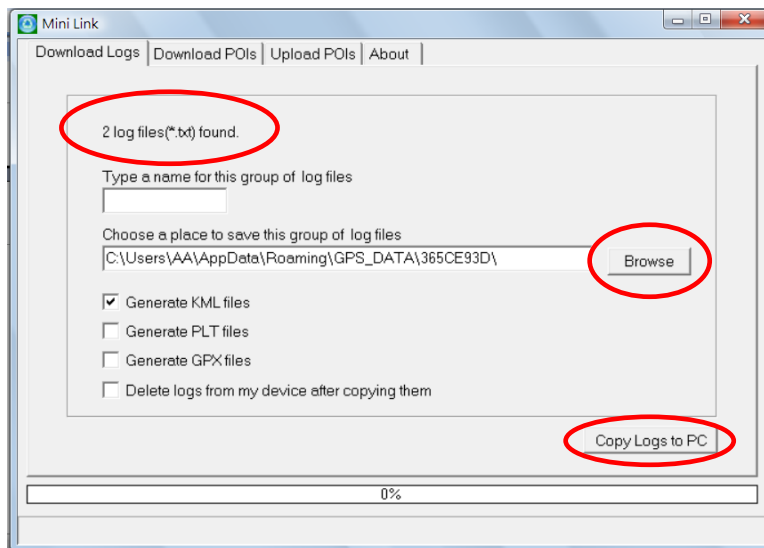 Mini Link
Download Logs Download POIs Upload POIs About
2 log files(*.txt) found.
Type a name for this group of log files
Choose a place to save this group of log files
C:\Users\AA\AppData\Roaming\GPS_DATA\365CE93D\
Browse
Generate KML files
Generate PLT files
Generate GPX files
Delete logs from my device after copying them
Copy Logs to PC
0%